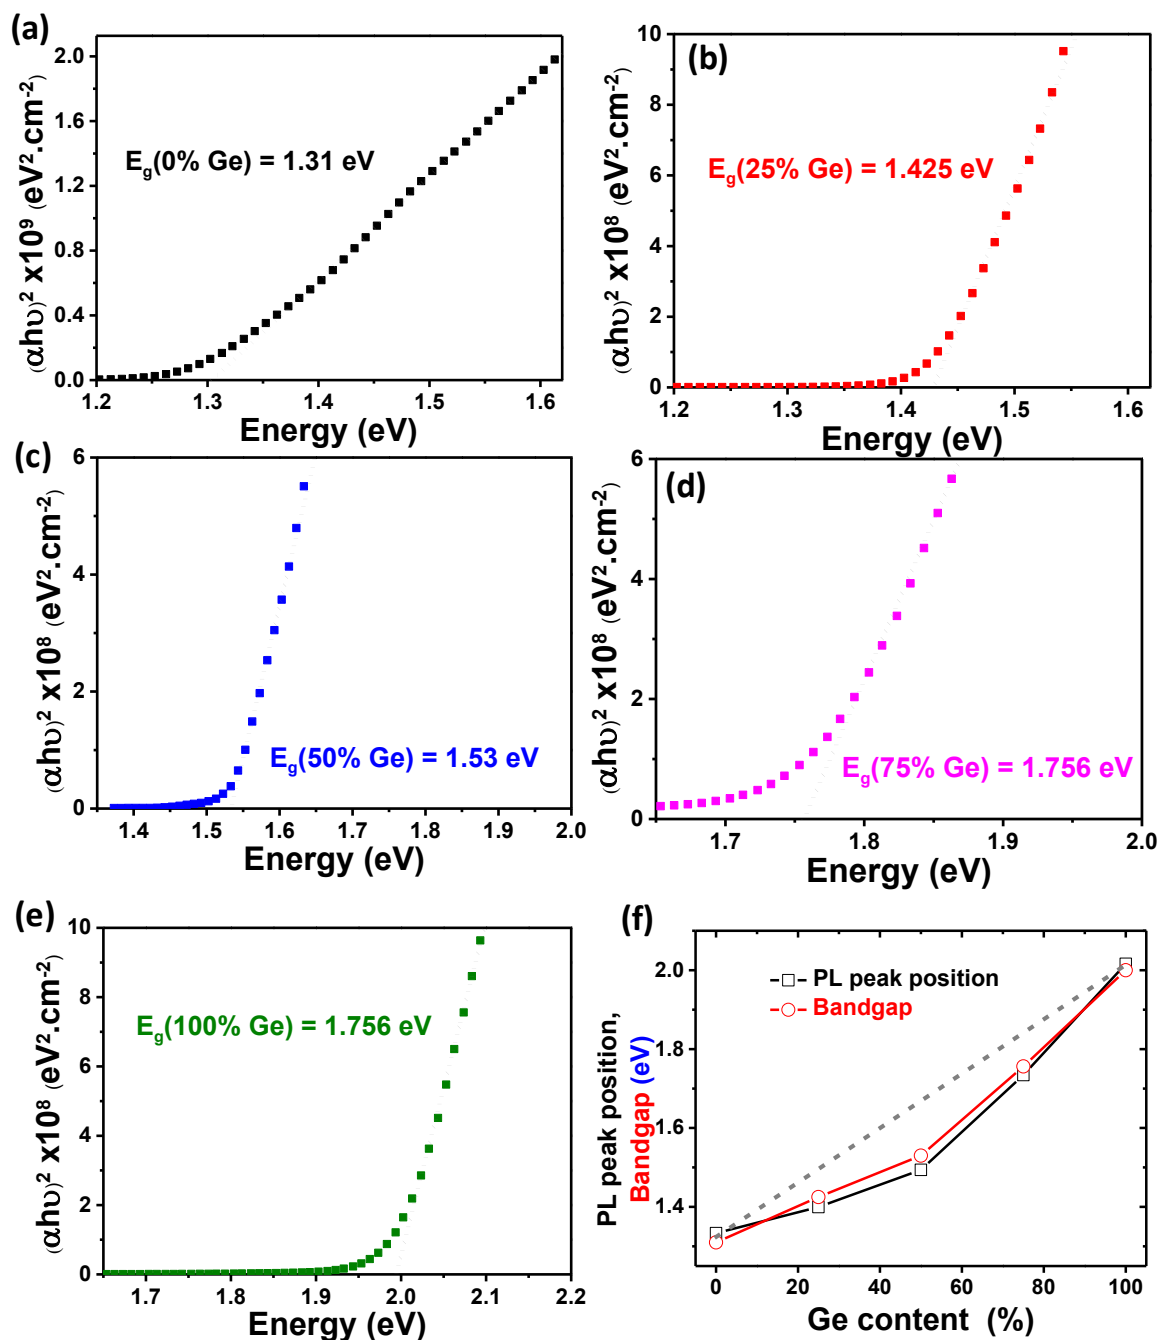 (a)
2.0
1.6
1.2
0.8
0.4
0.0
(αhυ)² x10⁹ (eV².cm⁻²)
E_g(0% Ge) = 1.31 eV
1.2 1.3 1.4 1.5 1.6
Energy (eV)
(b)
10
8
6
4
2
0
(αhυ)² x10⁸ (eV².cm⁻²)
E_g(25% Ge) = 1.425 eV
1.2 1.3 1.4 1.5 1.6
Energy (eV)
(c)
6
4
2
0
(αhυ)² x10⁸ (eV².cm⁻²)
E_g(50% Ge) = 1.53 eV
1.4 1.5 1.6 1.7 1.8 1.9 2.0
Energy (eV)
(d)
6
4
2
0
(αhυ)² x10⁸ (eV².cm⁻²)
E_g(75% Ge) = 1.756 eV
1.7 1.8 1.9 2.0
Energy (eV)
(e)
10
8
6
4
2
0
(αhυ)² x10⁸ (eV².cm⁻²)
E_g(100% Ge) = 1.756 eV
1.7 1.8 1.9 2.0 2.1 2.2
Energy (eV)
(f)
2.0
1.8
1.6
1.4
PL peak position,
Bandgap (eV)
PL peak position
Bandgap
0 20 40 60 80 100
Ge content (%)